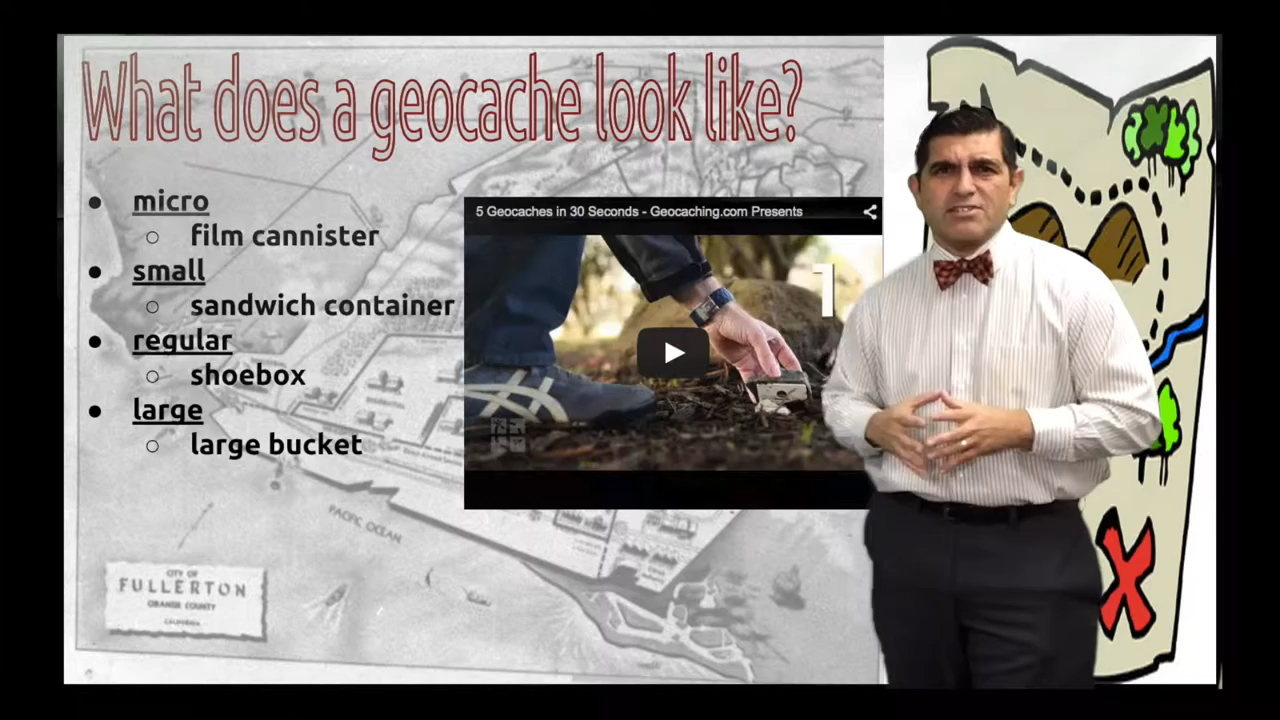 What does a geocache look like?
● micro
○ film cannister
● small
○ sandwich container
● regular
○ shoebox
● large
○ large bucket
5 Geocaches in 30 Seconds - Geocaching.com Presents
1
PACIFIC OCEAN
CITY OF
FULLERTON
ORANGE COUNTY
CALIFORNIA